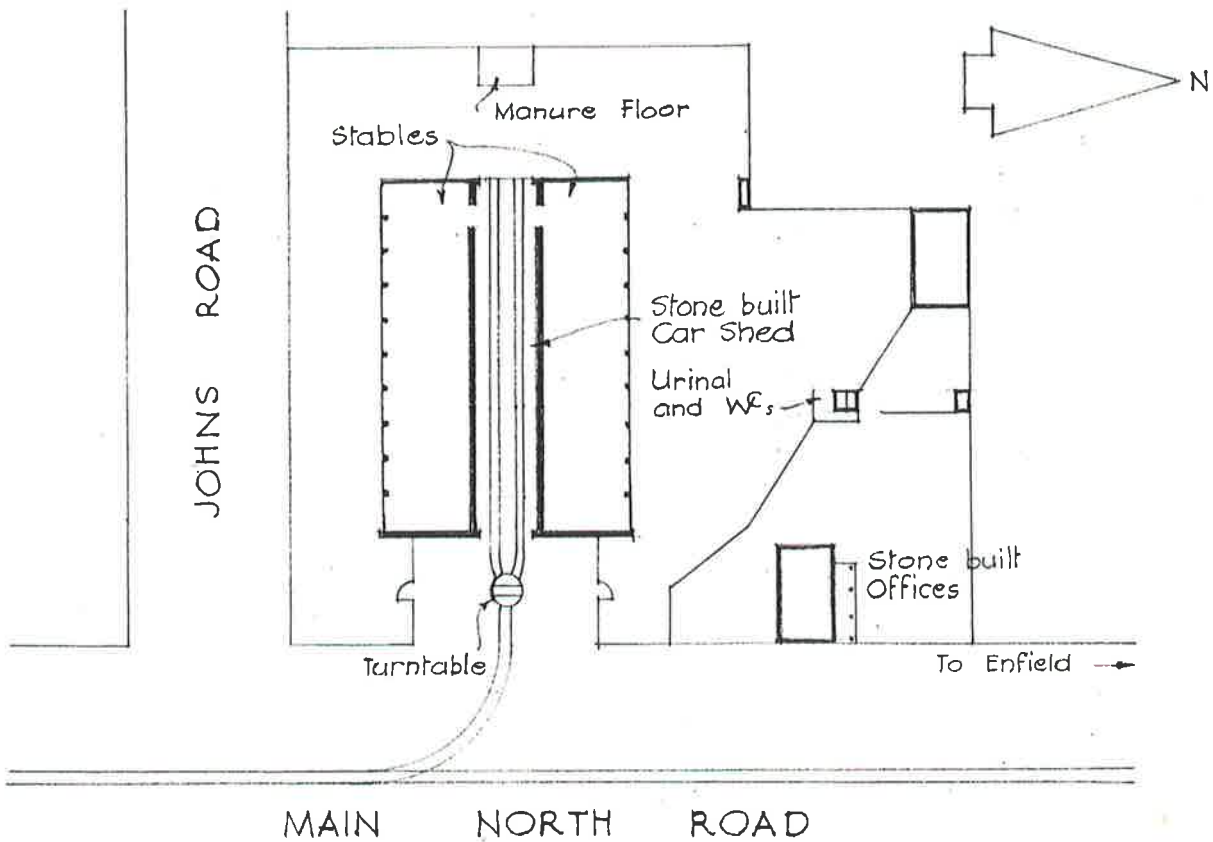 N
Manure Floor
Stables
JOHNS ROAD
Stone built
Car Shed
Urinal
and WCs
Stone built
Offices
Turntable
To Enfield
MAIN NORTH ROAD